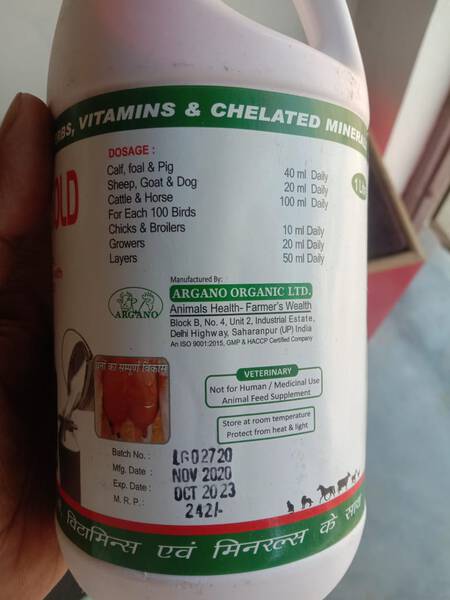 RBS, VITAMINS & CHELATED MINERA
OLD
DOSAGE :
Calf, foal & Pig 40 ml Daily
Sheep, Goat & Dog 20 ml Daily
Cattle & Horse 100 ml Daily
For Each 100 Birds
Chicks & Broilers 10 ml Daily
Growers 20 ml Daily
Layers 50 ml Daily
Manufactured By:
ARGANO ORGANIC LTD.
ARGANO
Animals Health- Farmer's Wealth
Block B, No. 4, Unit 2, Industrial Estate,
Delhi Highway, Saharanpur (UP) India
An ISO 9001:2015, GMP & HACCP Certified Company
का सम्पूर्ण विकास
VETERINARY
Not for Human / Medicinal Use
Animal Feed Supplement
Store at room temperature
Protect from heat & light
Batch No. : LG02720
Mfg. Date : NOV 2020
Exp. Date : OCT 2023
M. R. P. : 242/-
विटामिन्स एवं मिनरल्स के साथ